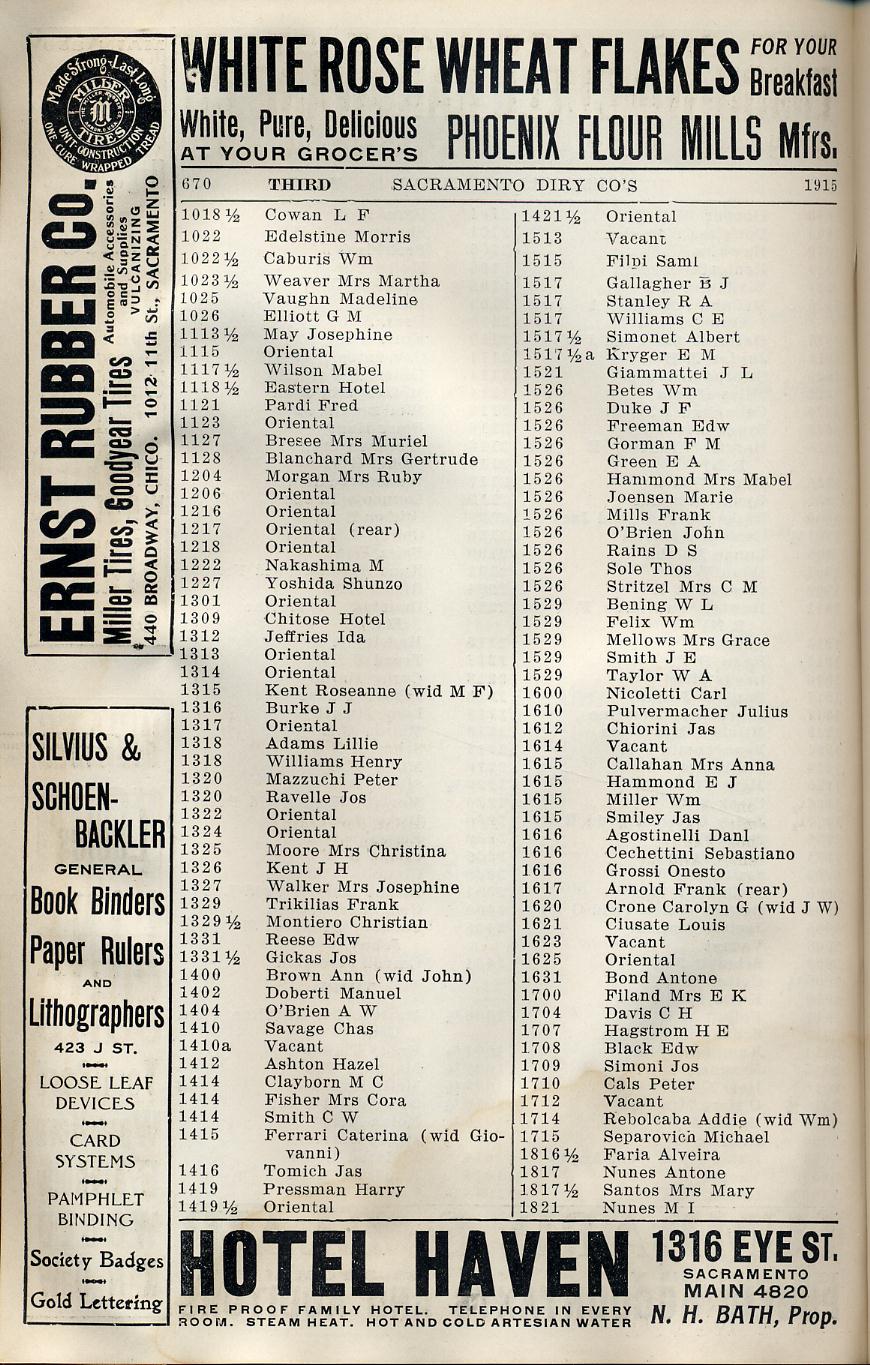 WHITE ROSE WHEAT FLAKES FOR YOUR Breakfast
White, Pure, Delicious
AT YOUR GROCER'S
PHOENIX FLOUR MILLS Mfrs.
Made Strong-Last Long
MILLER
M
TIRES
UNIT-CONSTRUCTION
ONE CURE WRAPPED TREAD
ERNST RUBBER CO.
Automobile Accessories
and Supplies
VULCANIZING
Miller Tires, Goodyear Tires
440 BROADWAY, CHICO. 1012 11th St., SACRAMENTO
SILVIUS &
SCHOEN-
BACKLER
GENERAL
Book Binders
Paper Rulers
AND
Lithographers
423 J ST.
LOOSE LEAF
DEVICES
CARD
SYSTEMS
PAMPHLET
BINDING
Society Badges
Gold Lettering
670 THIRD SACRAMENTO DIRY CO'S 1915
1018½ Cowan L F
1022 Edelstine Morris
1022½ Caburis Wm
1023½ Weaver Mrs Martha
1025 Vaughn Madeline
1026 Elliott G M
1113½ May Josephine
1115 Oriental
1117½ Wilson Mabel
1118½ Eastern Hotel
1121 Pardi Fred
1123 Oriental
1127 Bresee Mrs Muriel
1128 Blanchard Mrs Gertrude
1204 Morgan Mrs Ruby
1206 Oriental
1216 Oriental
1217 Oriental (rear)
1218 Oriental
1222 Nakashima M
1227 Yoshida Shunzo
1301 Oriental
1309 Chitose Hotel
1312 Jeffries Ida
1313 Oriental
1314 Oriental
1315 Kent Roseanne (wid M F)
1316 Burke J J
1317 Oriental
1318 Adams Lillie
1318 Williams Henry
1320 Mazzuchi Peter
1320 Ravelle Jos
1322 Oriental
1324 Oriental
1325 Moore Mrs Christina
1326 Kent J H
1327 Walker Mrs Josephine
1329 Trikilias Frank
1329½ Montiero Christian
1331 Reese Edw
1331½ Gickas Jos
1400 Brown Ann (wid John)
1402 Doberti Manuel
1404 O'Brien A W
1410 Savage Chas
1410a Vacant
1412 Ashton Hazel
1414 Clayborn M C
1414 Fisher Mrs Cora
1414 Smith C W
1415 Ferrari Caterina (wid Gio-
vanni)
1416 Tomich Jas
1419 Pressman Harry
1419½ Oriental
1421½ Oriental
1513 Vacant
1515 Filpi Saml
1517 Gallagher B J
1517 Stanley R A
1517 Williams C E
1517½ Simonet Albert
1517½a Kryger E M
1521 Giammattei J L
1526 Betes Wm
1526 Duke J F
1526 Freeman Edw
1526 Gorman F M
1526 Green E A
1526 Hammond Mrs Mabel
1526 Joensen Marie
1526 Mills Frank
1526 O'Brien John
1526 Rains D S
1526 Sole Thos
1526 Stritzel Mrs C M
1529 Bening W L
1529 Felix Wm
1529 Mellows Mrs Grace
1529 Smith J E
1529 Taylor W A
1600 Nicoletti Carl
1610 Pulvermacher Julius
1612 Chiorini Jas
1614 Vacant
1615 Callahan Mrs Anna
1615 Hammond E J
1615 Miller Wm
1615 Smiley Jas
1616 Agostinelli Danl
1616 Cechettini Sebastiano
1616 Grossi Onesto
1617 Arnold Frank (rear)
1620 Crone Carolyn G (wid J W)
1621 Ciusate Louis
1623 Vacant
1625 Oriental
1631 Bond Antone
1700 Filand Mrs E K
1704 Davis C H
1707 Hagstrom H E
1708 Black Edw
1709 Simoni Jos
1710 Cals Peter
1712 Vacant
1714 Rebolcaba Addie (wid Wm)
1715 Separovich Michael
1816½ Faria Alveira
1817 Nunes Antone
1817½ Santos Mrs Mary
1821 Nunes M I
HOTEL HAVEN
FIRE PROOF FAMILY HOTEL. TELEPHONE IN EVERY
ROOM. STEAM HEAT. HOT AND COLD ARTESIAN WATER
1316 EYE ST.
SACRAMENTO
MAIN 4820
N. H. BATH, Prop.